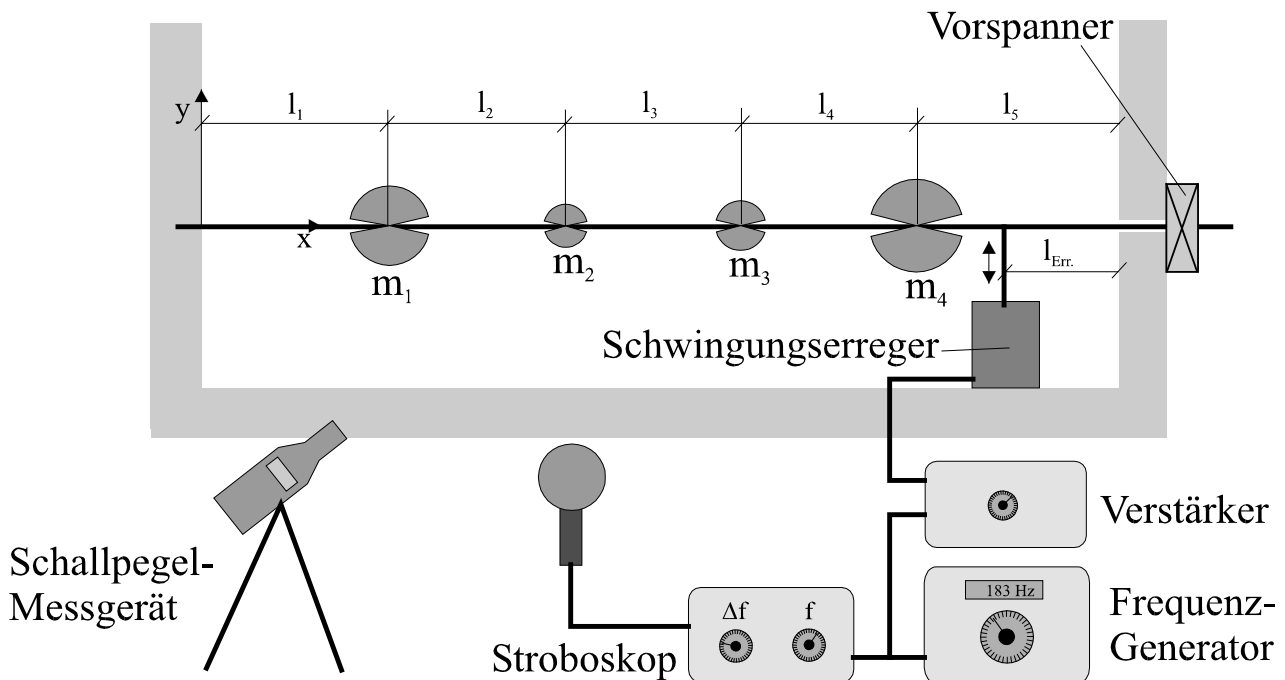 Vorspanner
y
l₁
l₂
l₃
l₄
l₅
x
m₁
m₂
m₃
m₄
lErr.
Schwingungserreger
Verstärker
Schallpegel-
Messgerät
Stroboskop
Δf
f
183 Hz
Frequenz-
Generator